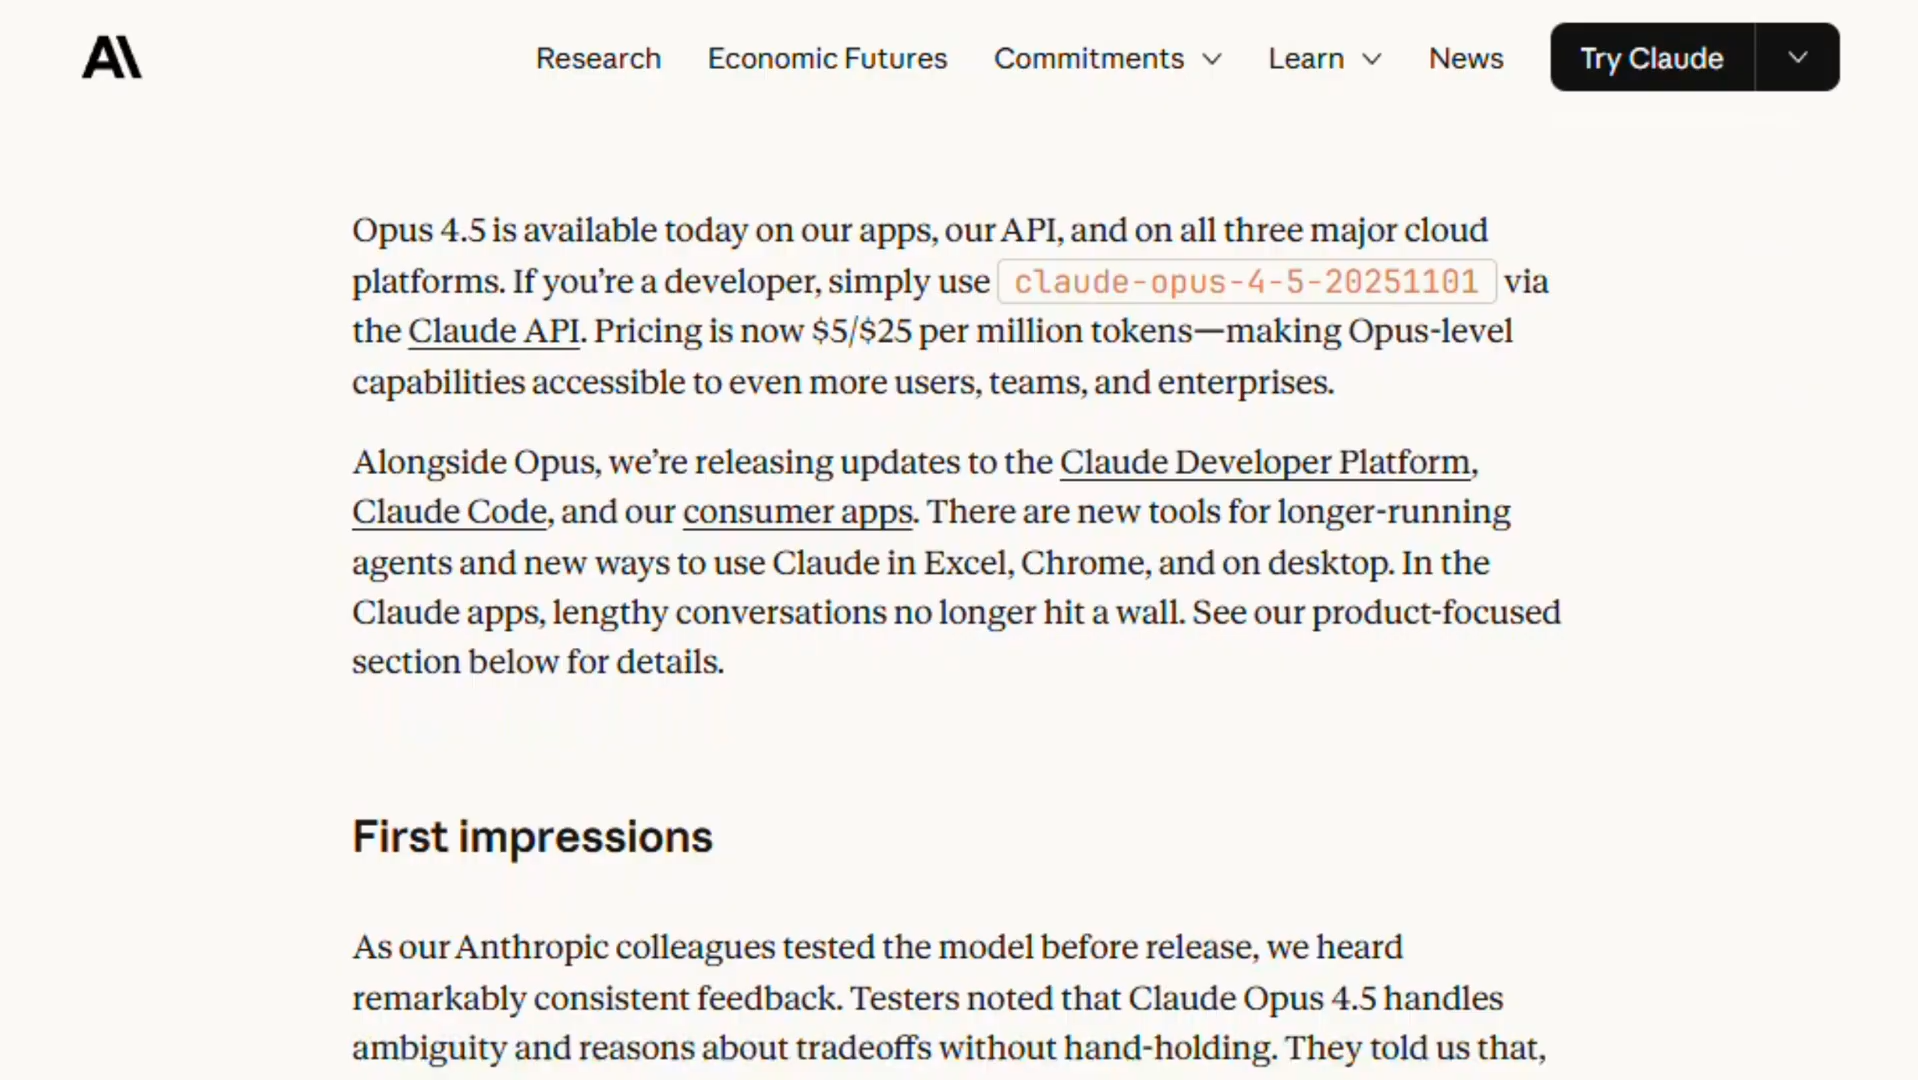 A\
Research
Economic Futures
Commitments
Learn
News
Try Claude
Opus 4.5 is available today on our apps, our API, and on all three major cloud
platforms. If you’re a developer, simply use claude-opus-4-5-20251101 via
the Claude API. Pricing is now $5/$25 per million tokens—making Opus-level
capabilities accessible to even more users, teams, and enterprises.
Alongside Opus, we’re releasing updates to the Claude Developer Platform,
Claude Code, and our consumer apps. There are new tools for longer-running
agents and new ways to use Claude in Excel, Chrome, and on desktop. In the
Claude apps, lengthy conversations no longer hit a wall. See our product-focused
section below for details.
First impressions
As our Anthropic colleagues tested the model before release, we heard
remarkably consistent feedback. Testers noted that Claude Opus 4.5 handles
ambiguity and reasons about tradeoffs without hand-holding. They told us that,